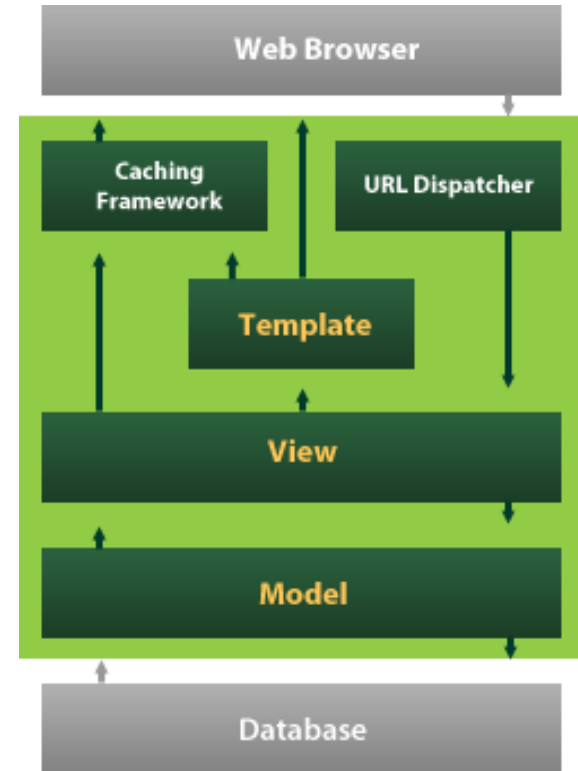 Web Browser
Caching
Framework
URL Dispatcher
Template
View
Model
Database